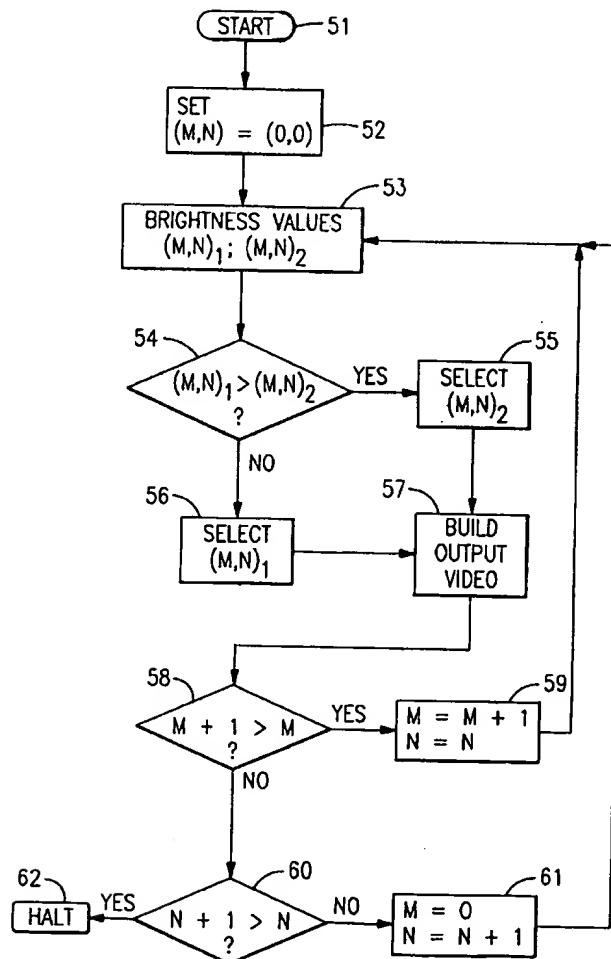 START
51
SET
(M,N) = (0,0)
52
53
BRIGHTNESS VALUES
(M,N)₁; (M,N)₂
54
(M,N)₁>(M,N)₂
?
YES
NO
55
SELECT
(M,N)₂
56
SELECT
(M,N)₁
57
BUILD
OUTPUT
VIDEO
58
M + 1 > M
?
YES
NO
59
M = M + 1
N = N
60
N + 1 > N
?
YES
NO
62
HALT
61
M = 0
N = N + 1